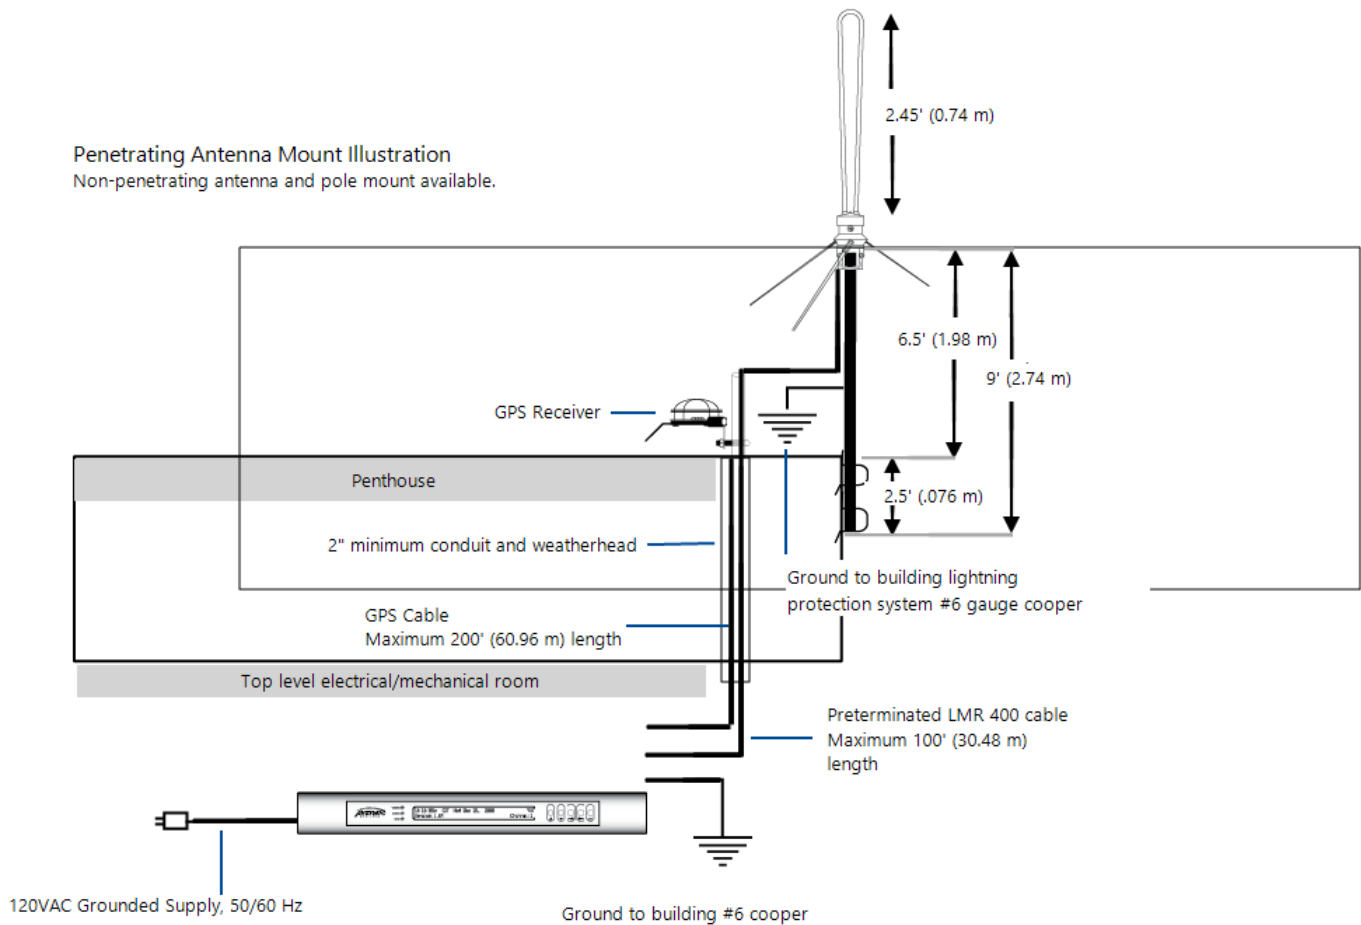 2.45' (0.74 m)
Penetrating Antenna Mount Illustration
Non-penetrating antenna and pole mount available.
6.5' (1.98 m)
9' (2.74 m)
GPS Receiver
Penthouse
2.5' (.076 m)
2" minimum conduit and weatherhead
Ground to building lightning
protection system #6 gauge cooper
GPS Cable
Maximum 200' (60.96 m) length
Top level electrical/mechanical room
Preterminated LMR 400 cable
Maximum 100' (30.48 m)
length
120VAC Grounded Supply, 50/60 Hz
Ground to building #6 cooper